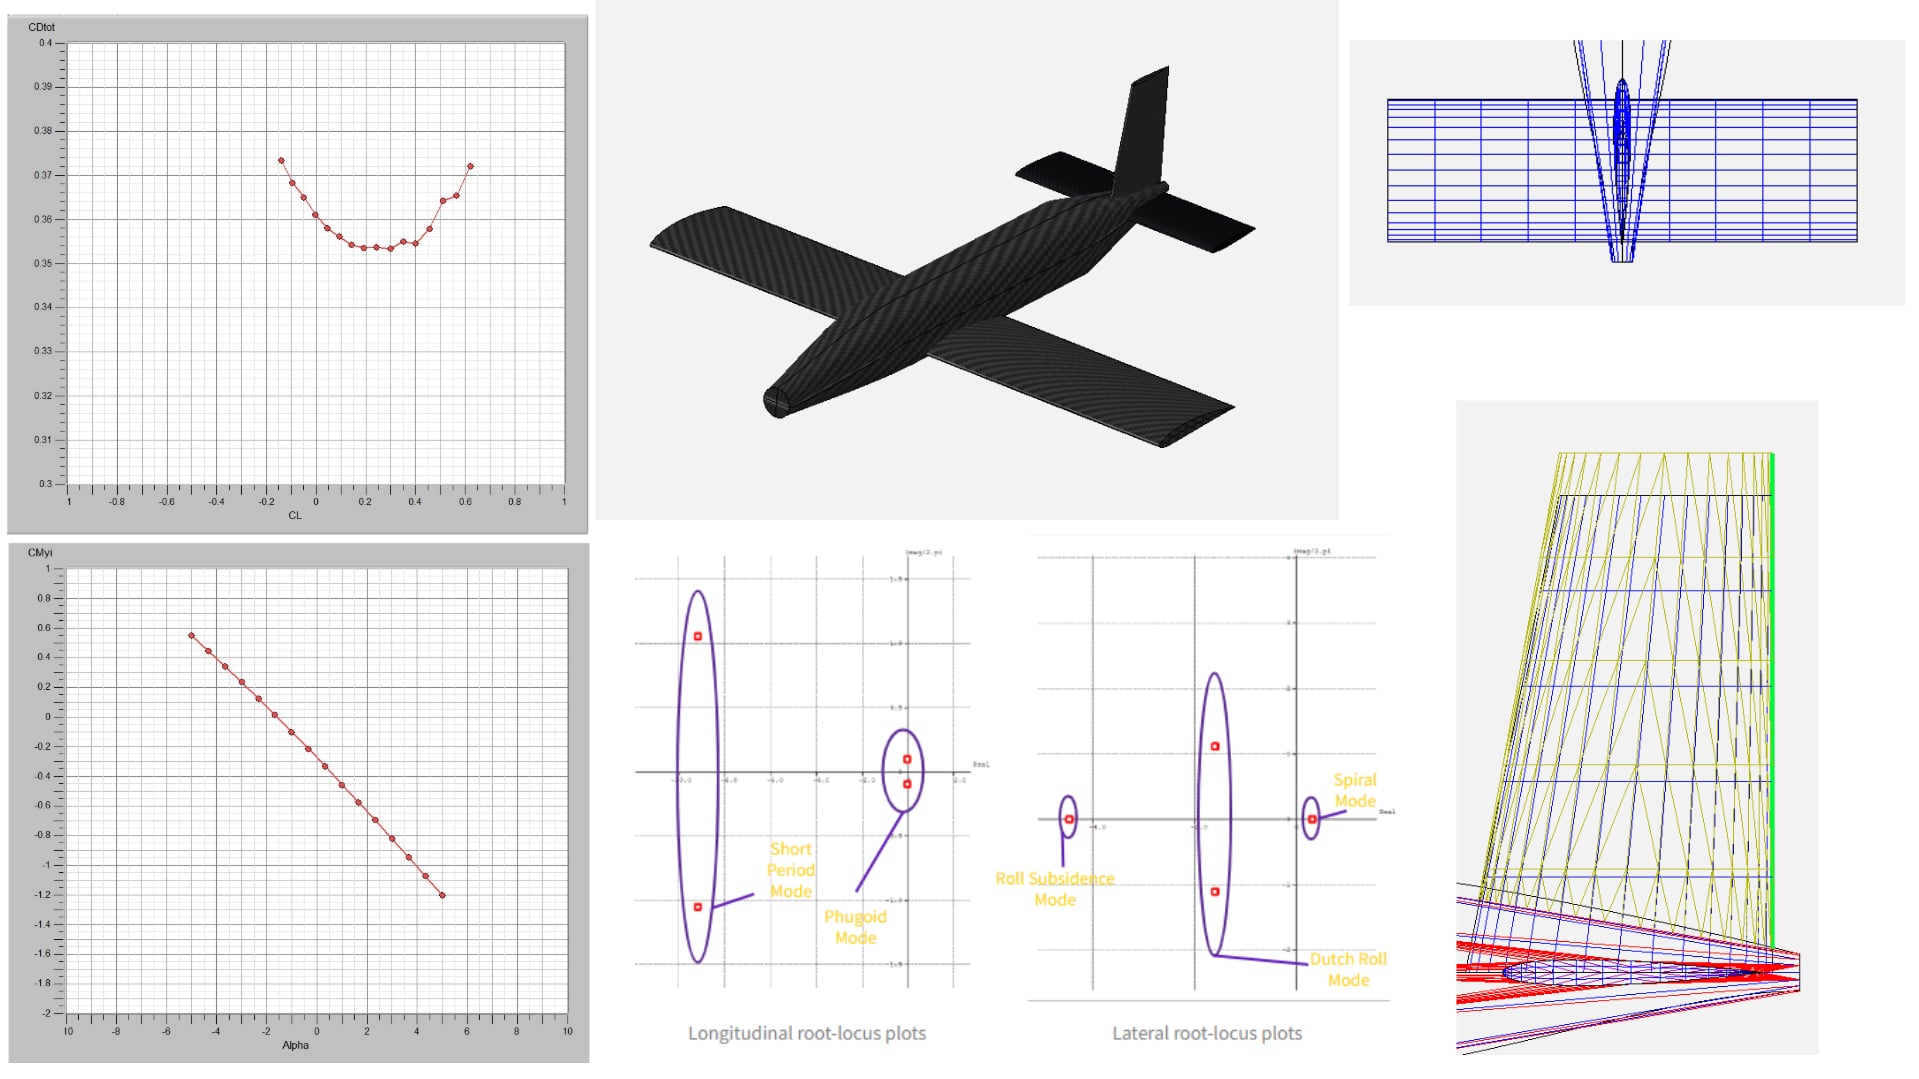 CDtot
0.4
0.39
0.38
0.37
0.36
0.35
0.34
0.33
0.32
0.31
0.3
1 -0.8 -0.6 -0.4 -0.2 0 0.2 0.4 0.6 0.8 1
CL
CMyi
1
0.8
0.6
0.4
0.2
0
-0.2
-0.4
-0.6
-0.8
-1
-1.2
-1.4
-1.6
-1.8
-2
10 -8 -6 -4 -2 0 2 4 6 8 10
Alpha
Imag/2.pi
Real
Short
Period
Mode
Phugoid
Mode
Longitudinal root-locus plots
Imag/2.pi
Real
Spiral
Mode
Roll Subsidence
Mode
Dutch Roll
Mode
Lateral root-locus plots